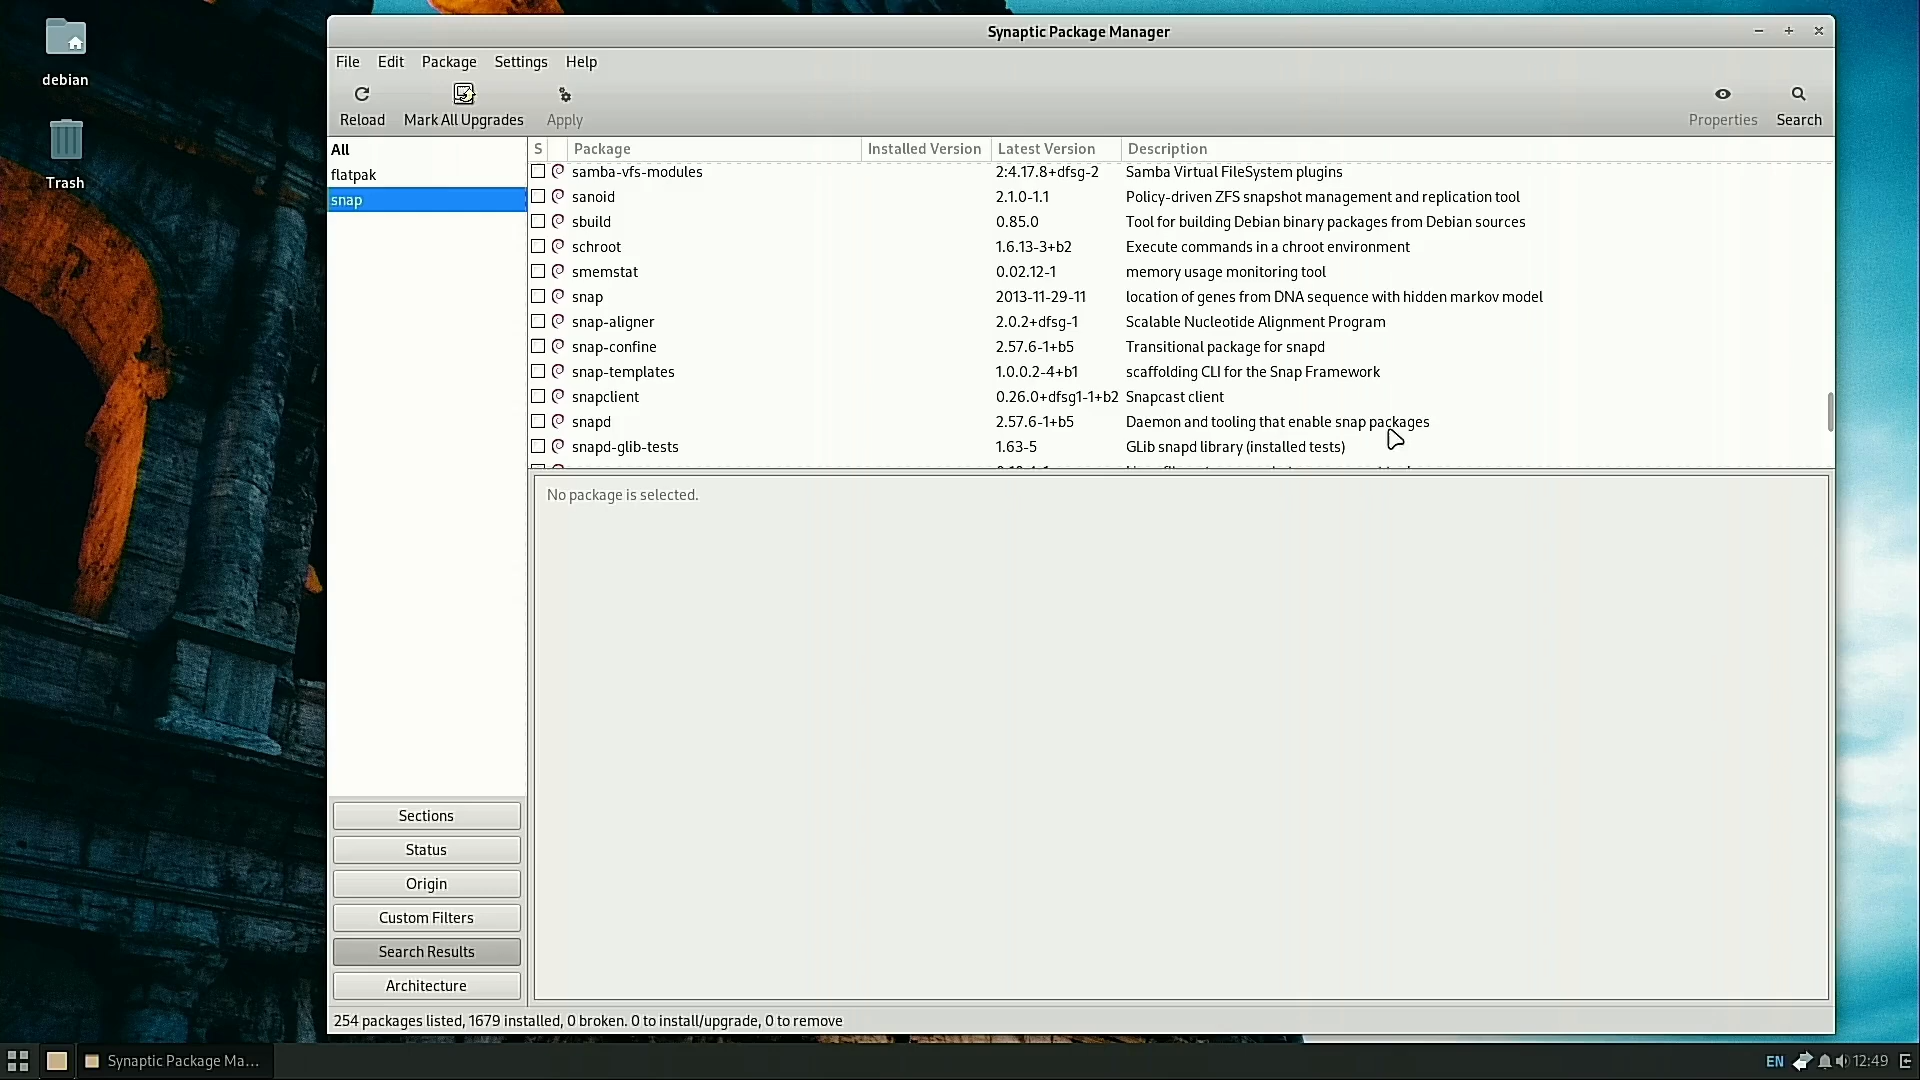 debian
Trash
Synaptic Package Manager
File Edit Package Settings Help
Reload Mark All Upgrades Apply Properties Search
All
flatpak
snap
S Package Installed Version Latest Version Description
samba-vfs-modules 2:4.17.8+dfsg-2 Samba Virtual FileSystem plugins
sanoid 2.1.0-1.1 Policy-driven ZFS snapshot management and replication tool
sbuild 0.85.0 Tool for building Debian binary packages from Debian sources
schroot 1.6.13-3+b2 Execute commands in a chroot environment
smemstat 0.02.12-1 memory usage monitoring tool
snap 2013-11-29-11 location of genes from DNA sequence with hidden markov model
snap-aligner 2.0.2+dfsg-1 Scalable Nucleotide Alignment Program
snap-confine 2.57.6-1+b5 Transitional package for snapd
snap-templates 1.0.0.2-4+b1 scaffolding CLI for the Snap Framework
snapclient 0.26.0+dfsg1-1+b2 Snapcast client
snapd 2.57.6-1+b5 Daemon and tooling that enable snap packages
snapd-glib-tests 1.63-5 GLib snapd library (installed tests)
No package is selected.
Sections
Status
Origin
Custom Filters
Search Results
Architecture
254 packages listed, 1679 installed, 0 broken. 0 to install/upgrade, 0 to remove
Synaptic Package Ma... EN 12:49